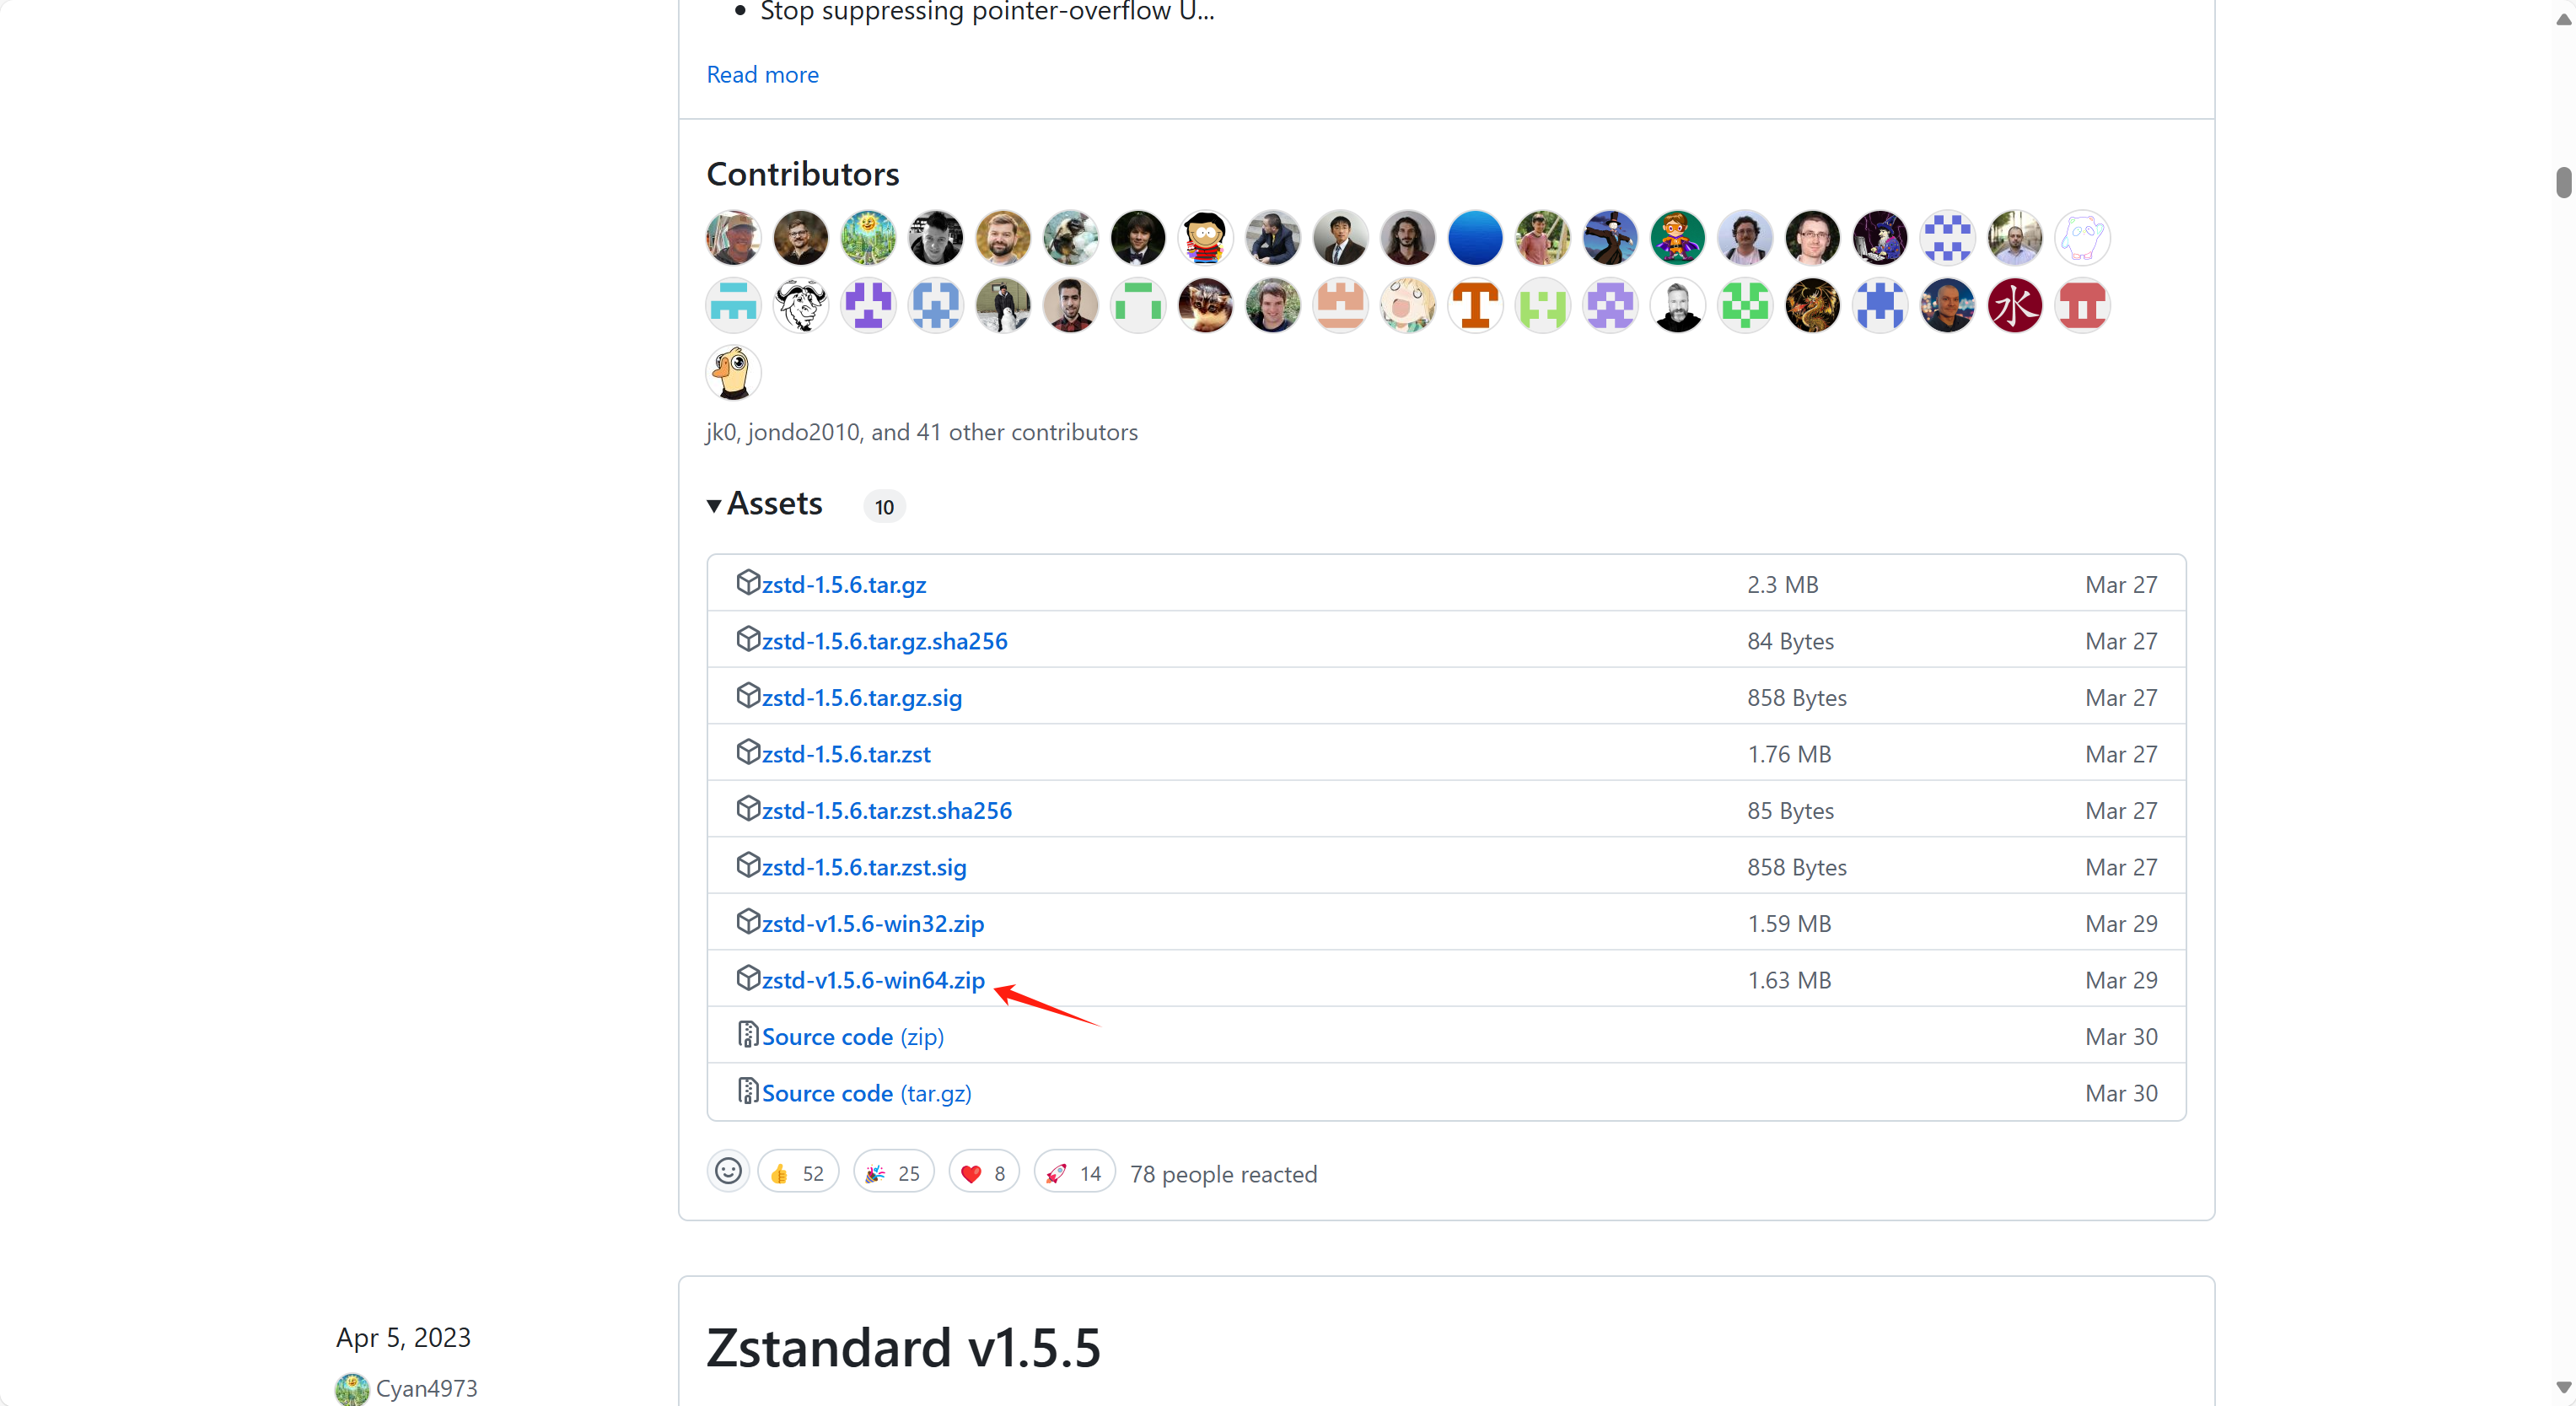 Stop suppressing pointer-overflow U...
Read more
Contributors
水
jk0, jondo2010, and 41 other contributors
Assets 10
zstd-1.5.6.tar.gz 2.3 MB Mar 27
zstd-1.5.6.tar.gz.sha256 84 Bytes Mar 27
zstd-1.5.6.tar.gz.sig 858 Bytes Mar 27
zstd-1.5.6.tar.zst 1.76 MB Mar 27
zstd-1.5.6.tar.zst.sha256 85 Bytes Mar 27
zstd-1.5.6.tar.zst.sig 858 Bytes Mar 27
zstd-v1.5.6-win32.zip 1.59 MB Mar 29
zstd-v1.5.6-win64.zip 1.63 MB Mar 29
Source code (zip) Mar 30
Source code (tar.gz) Mar 30
52 25 8 14 78 people reacted
Apr 5, 2023
Cyan4973
Zstandard v1.5.5